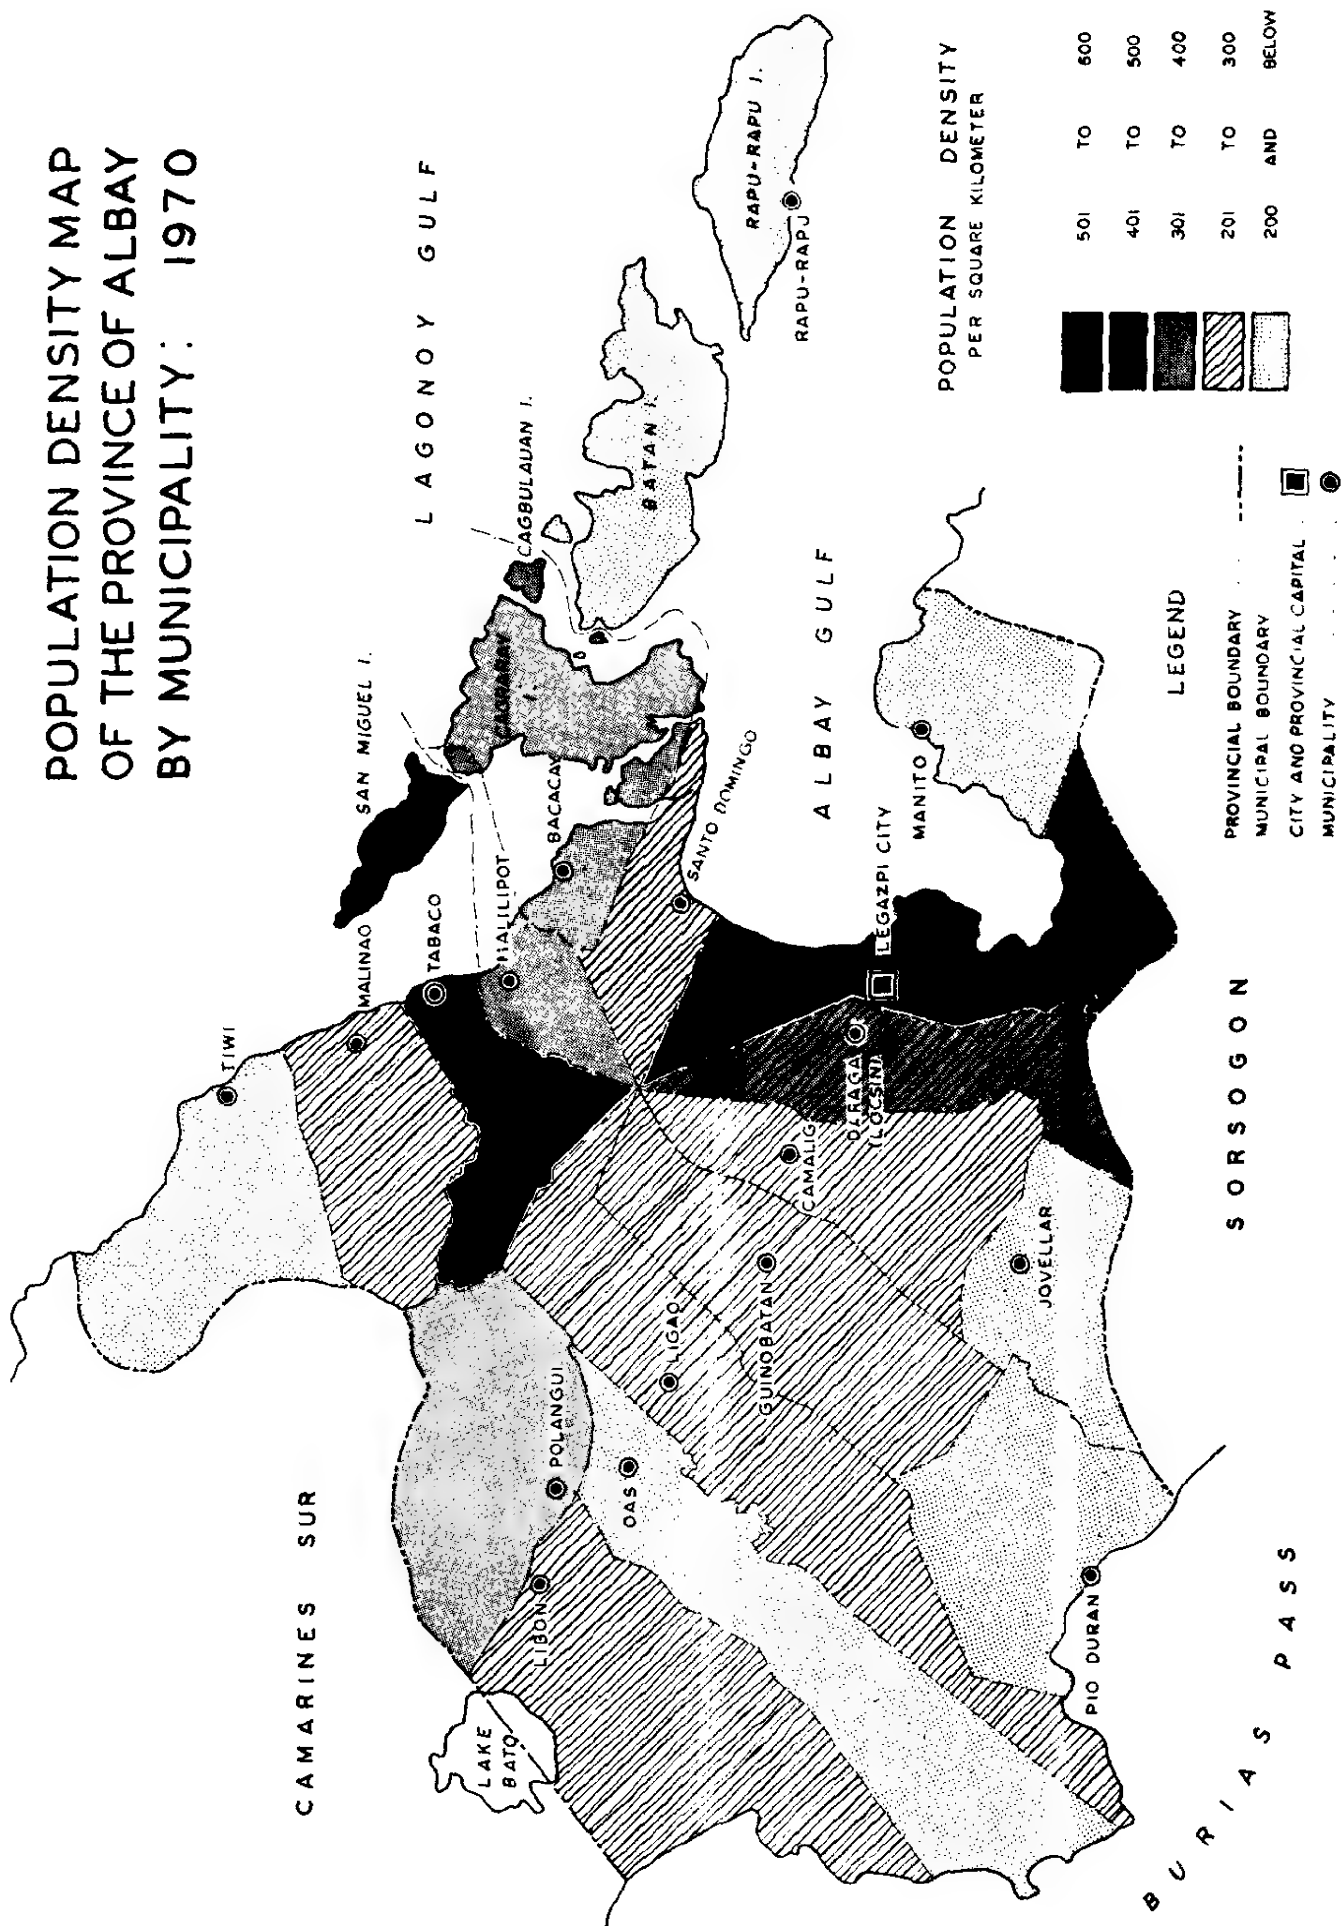 POPULATION DENSITY MAP
OF THE PROVINCE OF ALBAY
BY MUNICIPALITY: 1970
LAGONOY GULF
CAMARINES SUR
SAN MIGUEL I.
CAGBULAUAN I.
CAGRARAY
I.
BATAN I.
RAPU-RAPU I.
RAPU-RAPU
TIWI
MALINAO
TABACO
MALILIPOT
BACACAY
SANTO DOMINGO
ALBAY GULF
LEGAZPI CITY
MANITO
DARAGA
(LOCSIN)
CAMALIG
GUINOBATAN
LIGAO
JOVELLAR
POLANGUI
OAS
LIBON
LAKE
BATO
PIO DURAN
SORSOGON
BURIAS PASS
POPULATION DENSITY
PER SQUARE KILOMETER
501 TO 600
401 TO 500
301 TO 400
201 TO 300
200 AND BELOW
LEGEND
PROVINCIAL BOUNDARY
MUNICIPAL BOUNDARY
CITY AND PROVINCIAL CAPITAL
MUNICIPALITY